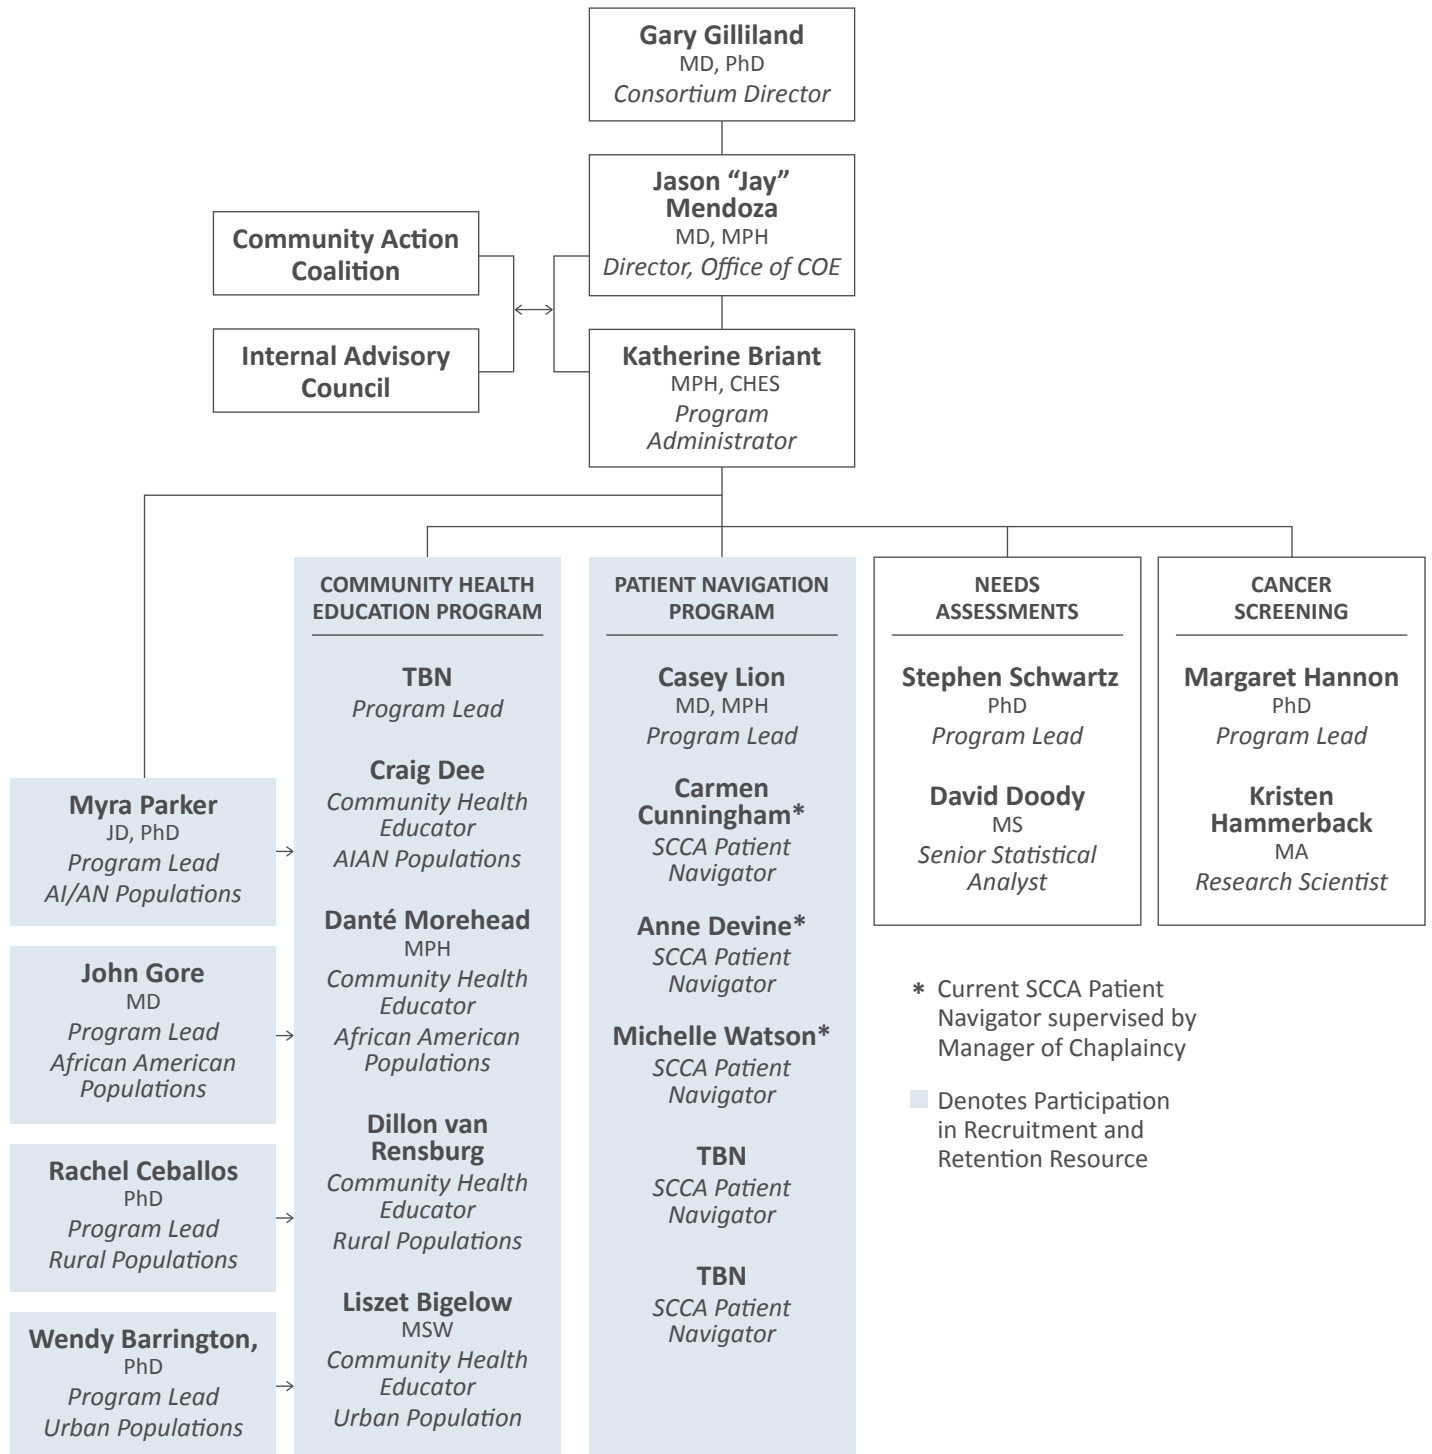 Gary Gilliland
MD, PhD
Consortium Director
Jason “Jay”
Mendoza
MD, MPH
Director, Office of COE
Community Action
Coalition
Internal Advisory
Council
Katherine Briant
MPH, CHES
Program
Administrator
Myra Parker
JD, PhD
Program Lead
AI/AN Populations
John Gore
MD
Program Lead
African American
Populations
Rachel Ceballos
PhD
Program Lead
Rural Populations
Wendy Barrington,
PhD
Program Lead
Urban Populations
COMMUNITY HEALTH
EDUCATION PROGRAM
TBN
Program Lead
Craig Dee
Community Health
Educator
AIAN Populations
Danté Morehead
MPH
Community Health
Educator
African American
Populations
Dillon van
Rensburg
Community Health
Educator
Rural Populations
Liszet Bigelow
MSW
Community Health
Educator
Urban Population
PATIENT NAVIGATION
PROGRAM
Casey Lion
MD, MPH
Program Lead
Carmen
Cunningham*
SCCA Patient
Navigator
Anne Devine*
SCCA Patient
Navigator
Michelle Watson*
SCCA Patient
Navigator
TBN
SCCA Patient
Navigator
TBN
SCCA Patient
Navigator
NEEDS
ASSESSMENTS
Stephen Schwartz
PhD
Program Lead
David Doody
MS
Senior Statistical
Analyst
CANCER
SCREENING
Margaret Hannon
PhD
Program Lead
Kristen
Hammerback
MA
Research Scientist
* Current SCCA Patient
Navigator supervised by
Manager of Chaplaincy
Denotes Participation
in Recruitment and
Retention Resource